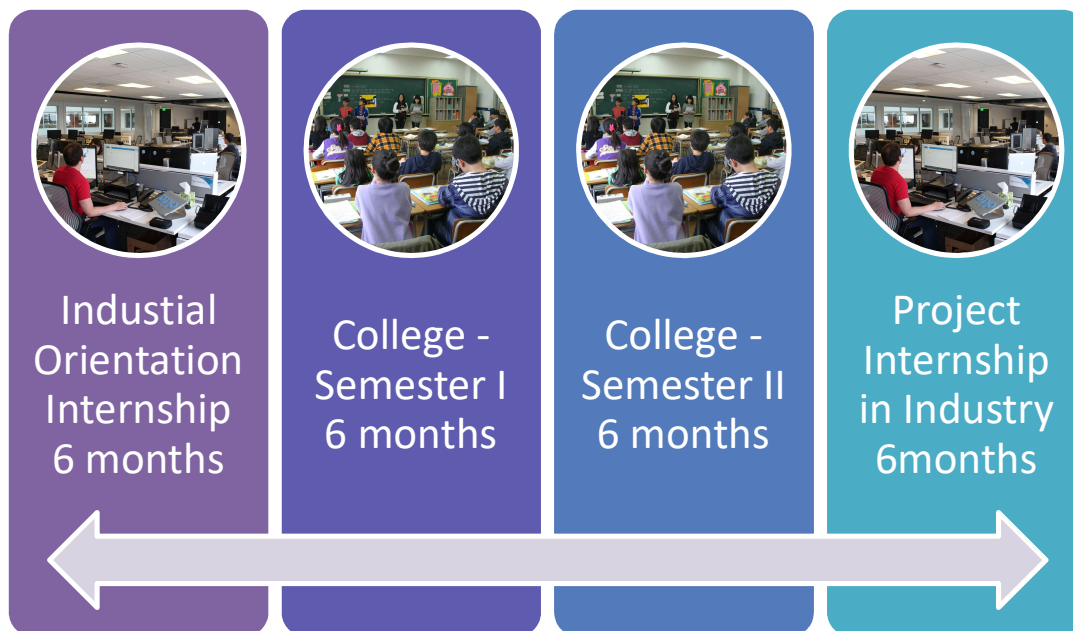 Industial
Orientation
Internship
6 months
College -
Semester I
6 months
College -
Semester II
6 months
Project
Internship
in Industry
6months